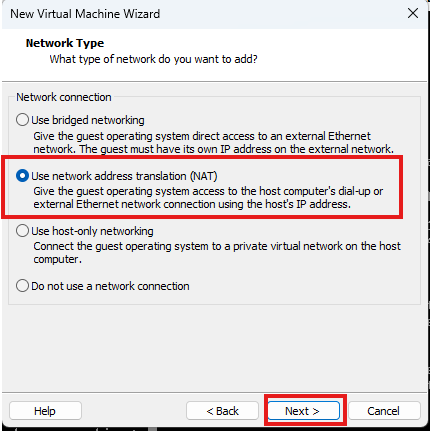 New Virtual Machine Wizard
Network Type
What type of network do you want to add?
Network connection
Use bridged networking
Give the guest operating system direct access to an external Ethernet
network. The guest must have its own IP address on the external network.
Use network address translation (NAT)
Give the guest operating system access to the host computer's dial-up or
external Ethernet network connection using the host's IP address.
Use host-only networking
Connect the guest operating system to a private virtual network on the host
computer.
Do not use a network connection
Help
< Back
Next >
Cancel